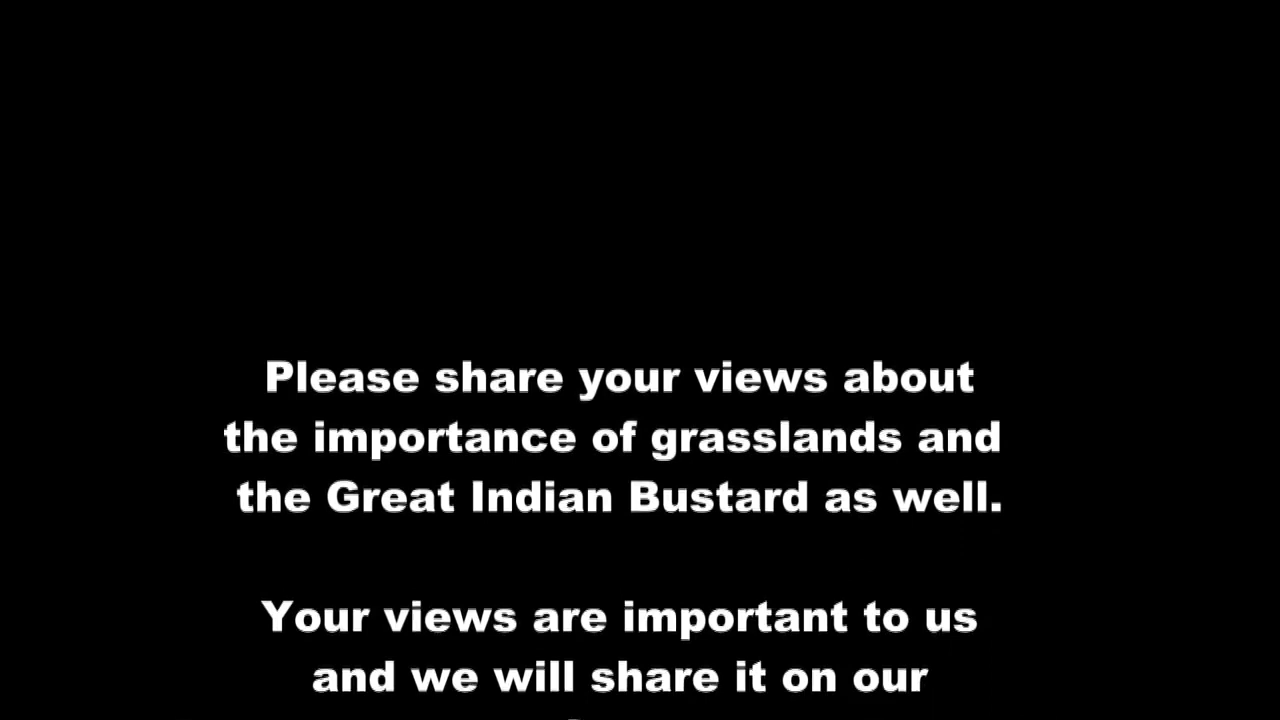 Please share your views about
the importance of grasslands and
the Great Indian Bustard as well.
Your views are important to us
and we will share it on our